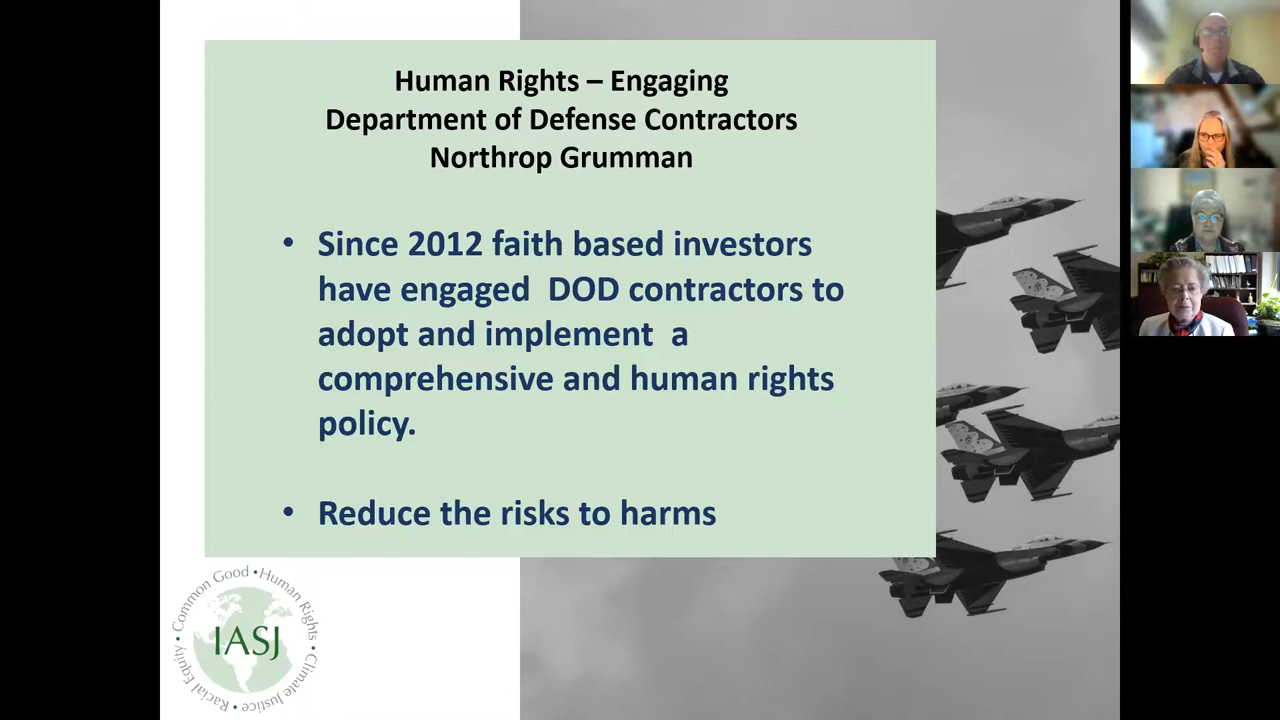 Human Rights – Engaging
Department of Defense Contractors
Northrop Grumman
• Since 2012 faith based investors
have engaged  DOD contractors to
adopt and implement  a
comprehensive and human rights
policy.
• Reduce the risks to harms
Common Good • Human Rights • Climate Justice • Racial Equity •
IASJ